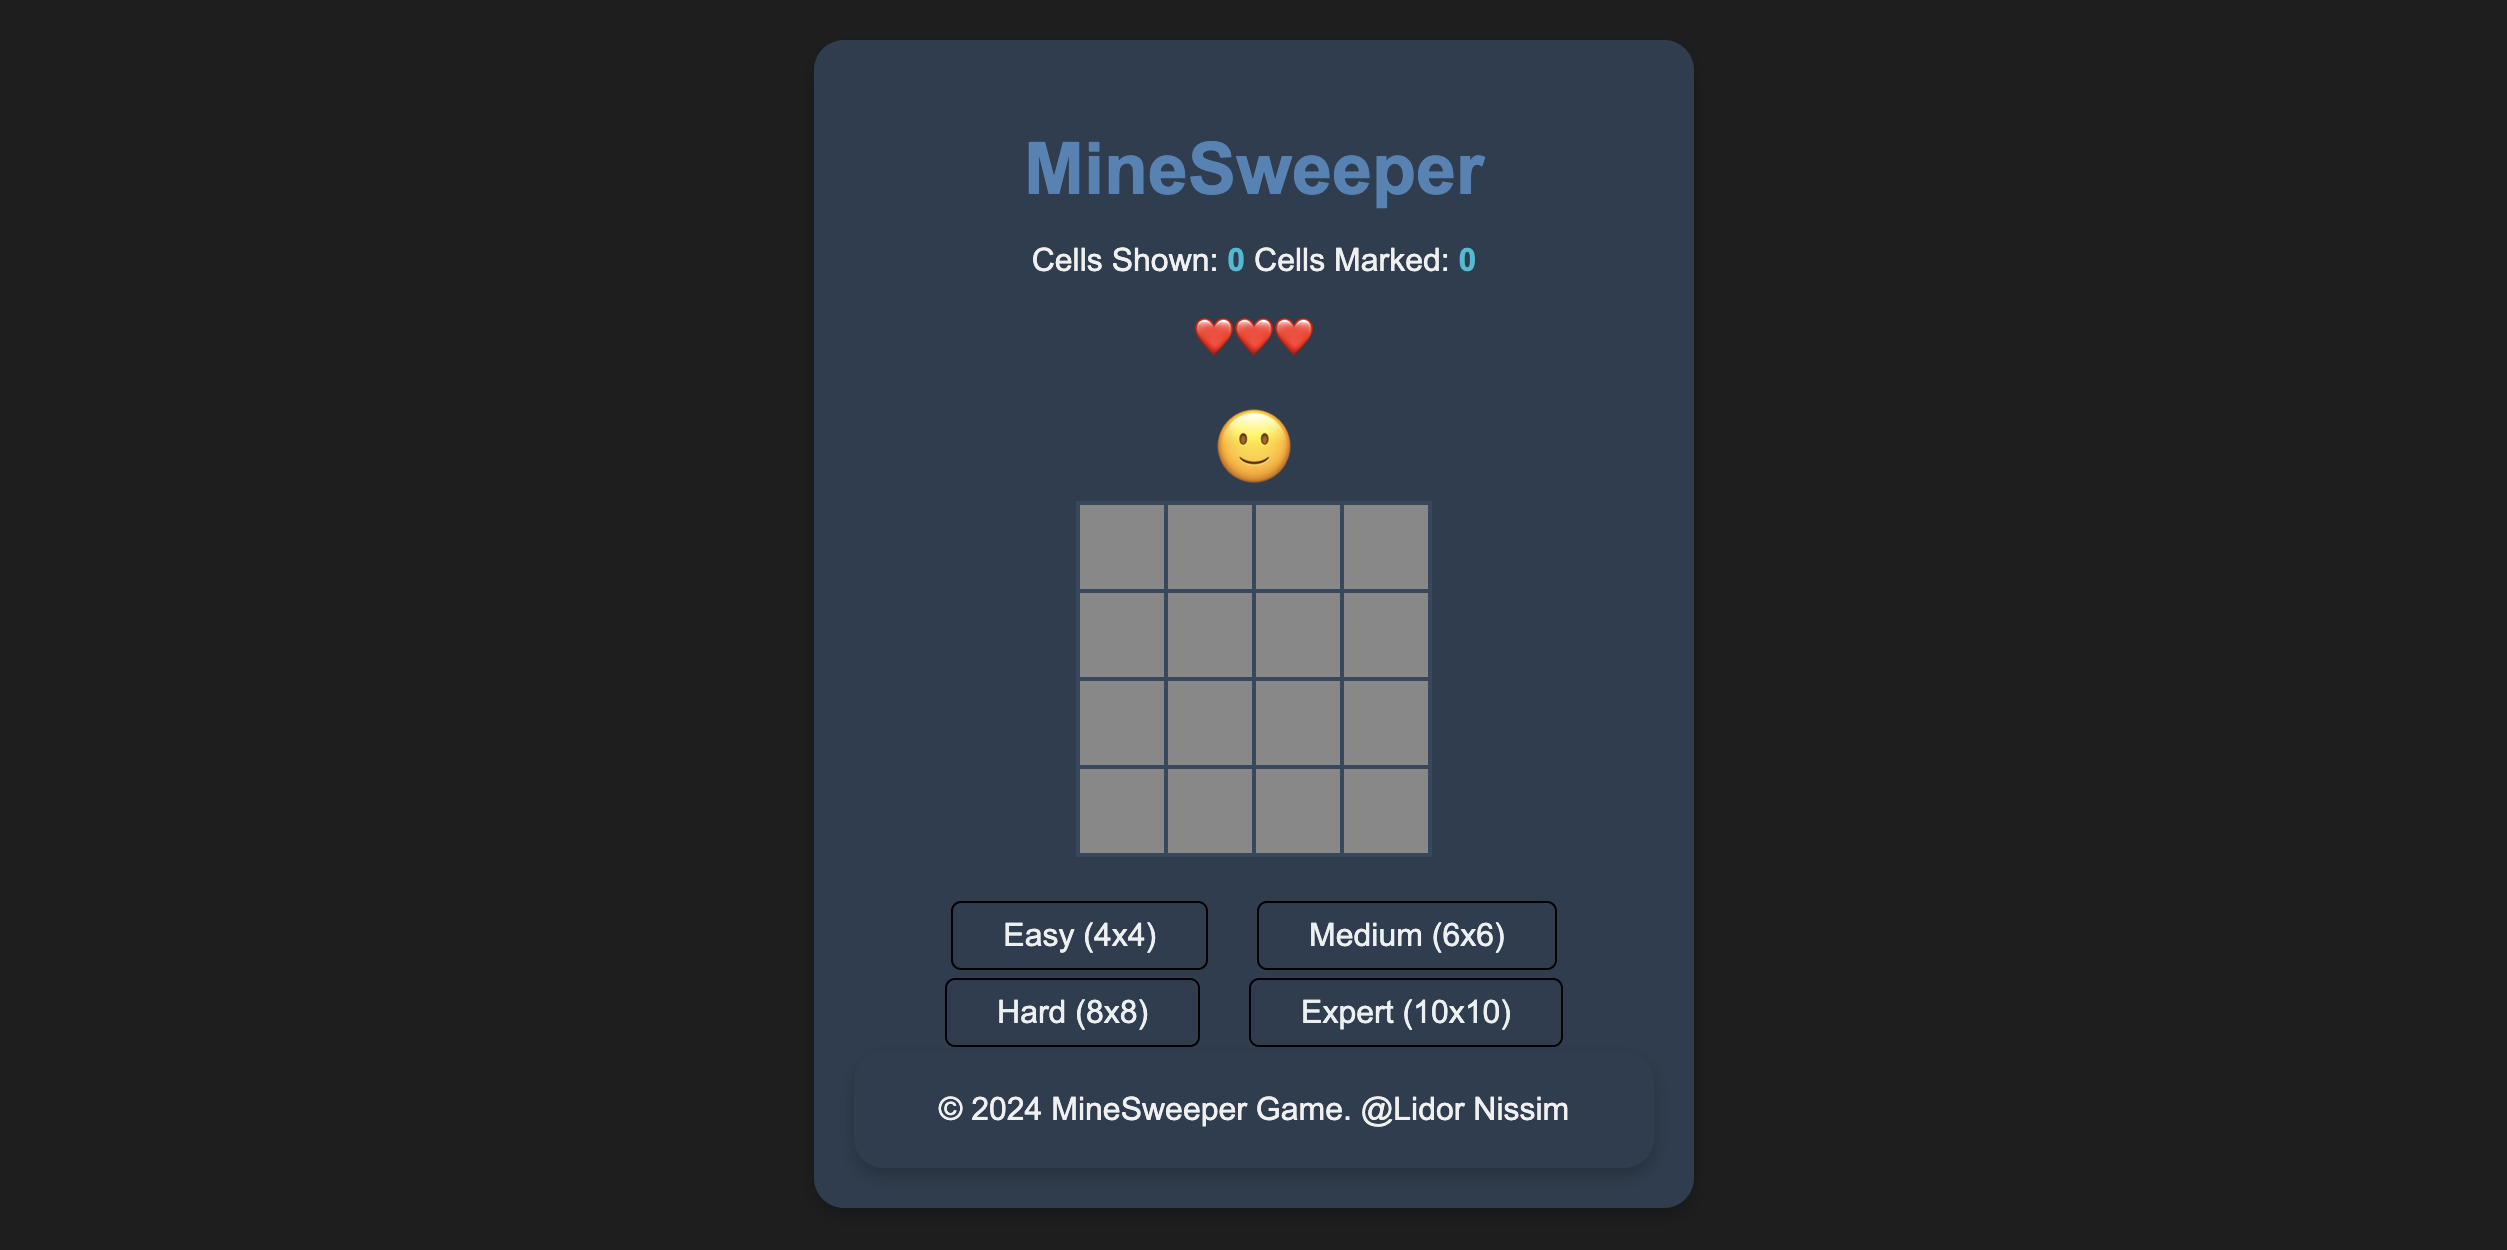 MineSweeper
Cells Shown: 0 Cells Marked: 0
Easy (4x4)
Medium (6x6)
Hard (8x8)
Expert (10x10)
© 2024 MineSweeper Game. @Lidor Nissim